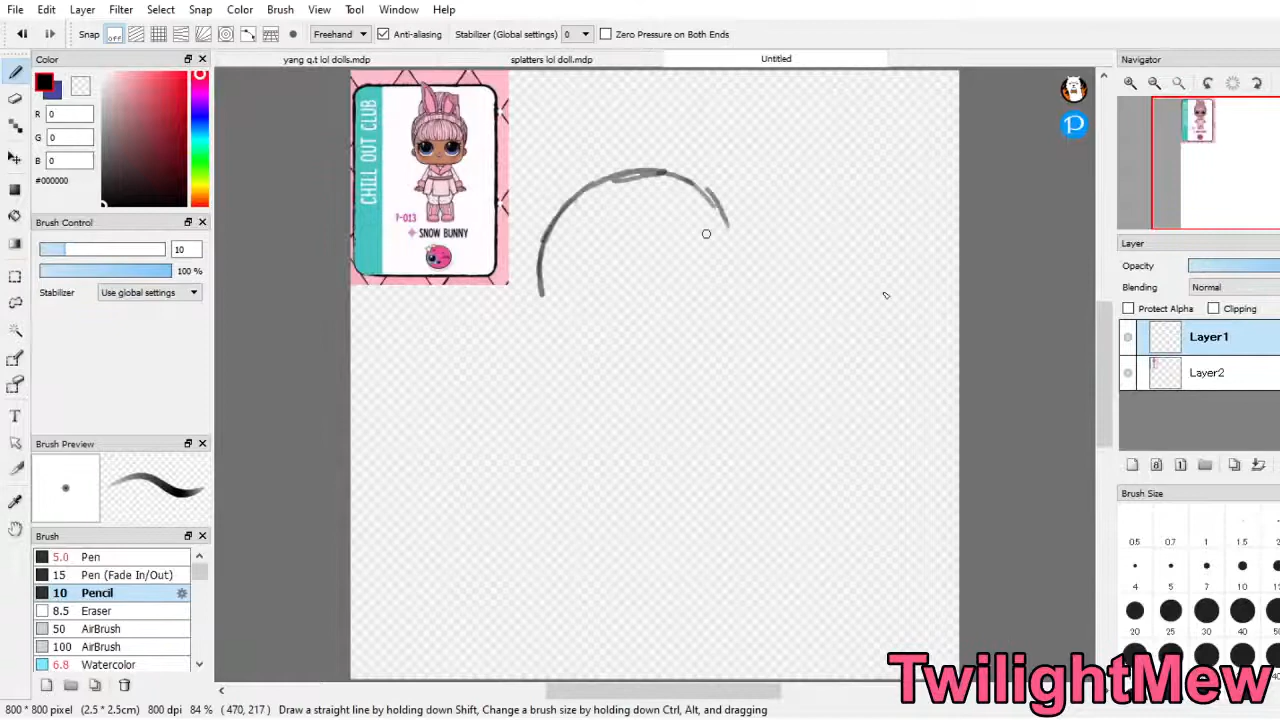 File Edit Layer Filter Select Snap Color Brush View Tool Window Help
Snap off Freehand Anti-aliasing Stabilizer (Global settings) 0 Zero Pressure on Both Ends
Color
yang q.t lol dolls.mdp splatters lol doll.mdp Untitled
Navigator
R 0
G 0
B 0
#000000
CHILL OUT CLUB
SNOW BUNNY
Brush Control
10
100 %
Stabilizer Use global settings
Layer
Opacity
Blending Normal
Protect Alpha Clipping
Layer1
Layer2
Brush Preview
Brush
5.0 Pen
15 Pen (Fade In/Out)
10 Pencil
8.5 Eraser
50 AirBrush
100 AirBrush
6.8 Watercolor
Brush Size
0.5 0.7 1 1.5
4 5 7 10
20 25 30 40
TwilightMew
800 * 800 pixel (2.5 * 2.5cm) 800 dpi 84 % ( 470, 217 ) Draw a straight line by holding down Shift, Change a brush size by holding down Ctrl, Alt, and dragging